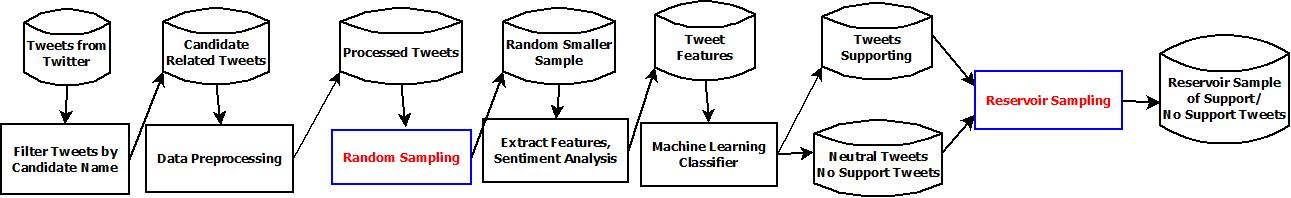 Tweets from
Twitter
Filter Tweets by
Candidate Name
Candidate
Related Tweets
Data Preprocessing
Processed Tweets
Random Sampling
Random Smaller
Sample
Extract Features,
Sentiment Analysis
Tweet
Features
Machine Learning
Classifier
Tweets
Supporting
Neutral Tweets
No Support Tweets
Reservoir Sampling
Reservoir Sample
of Support/
No Support Tweets